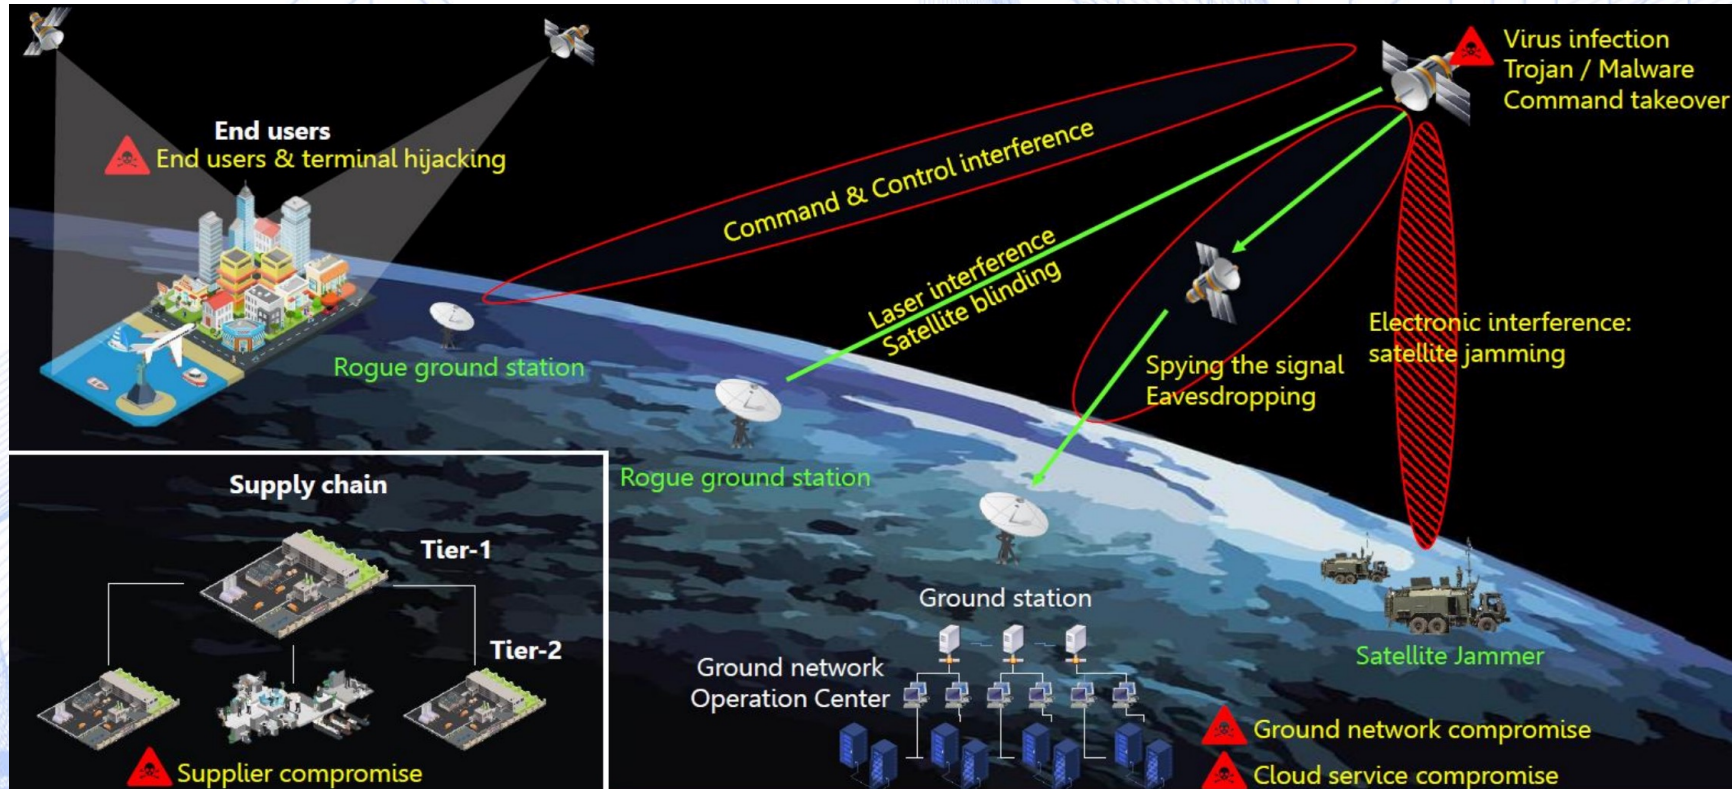 Virus infection
Trojan / Malware
Command takeover
End users
End users & terminal hijacking
Command & Control interference
Laser interference
Satellite blinding
Electronic interference:
satellite jamming
Spying the signal
Eavesdropping
Rogue ground station
Rogue ground station
Supply chain
Tier-1
Tier-2
Supplier compromise
Ground station
Ground network
Operation Center
Satellite Jammer
Ground network compromise
Cloud service compromise